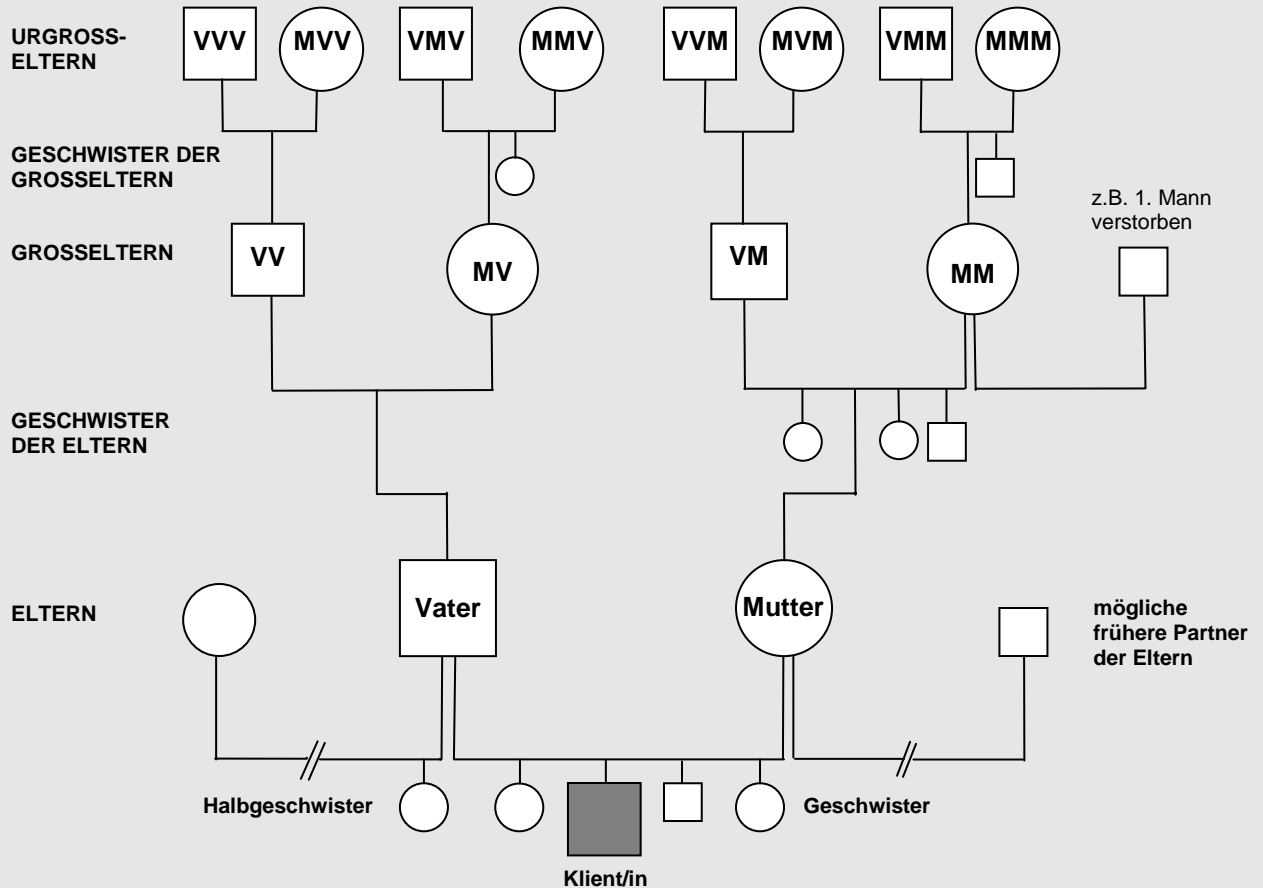 URGROSS-
ELTERN
VVV
MVV
VMV
MMV
VVM
MVM
VMM
MMM
GESCHWISTER DER
GROSSELTERN
z.B. 1. Mann
verstorben
GROSSELTERN
VV
MV
VM
MM
GESCHWISTER
DER ELTERN
ELTERN
Vater
Mutter
mögliche
frühere Partner
der Eltern
Halbgeschwister
Geschwister
Klient/in